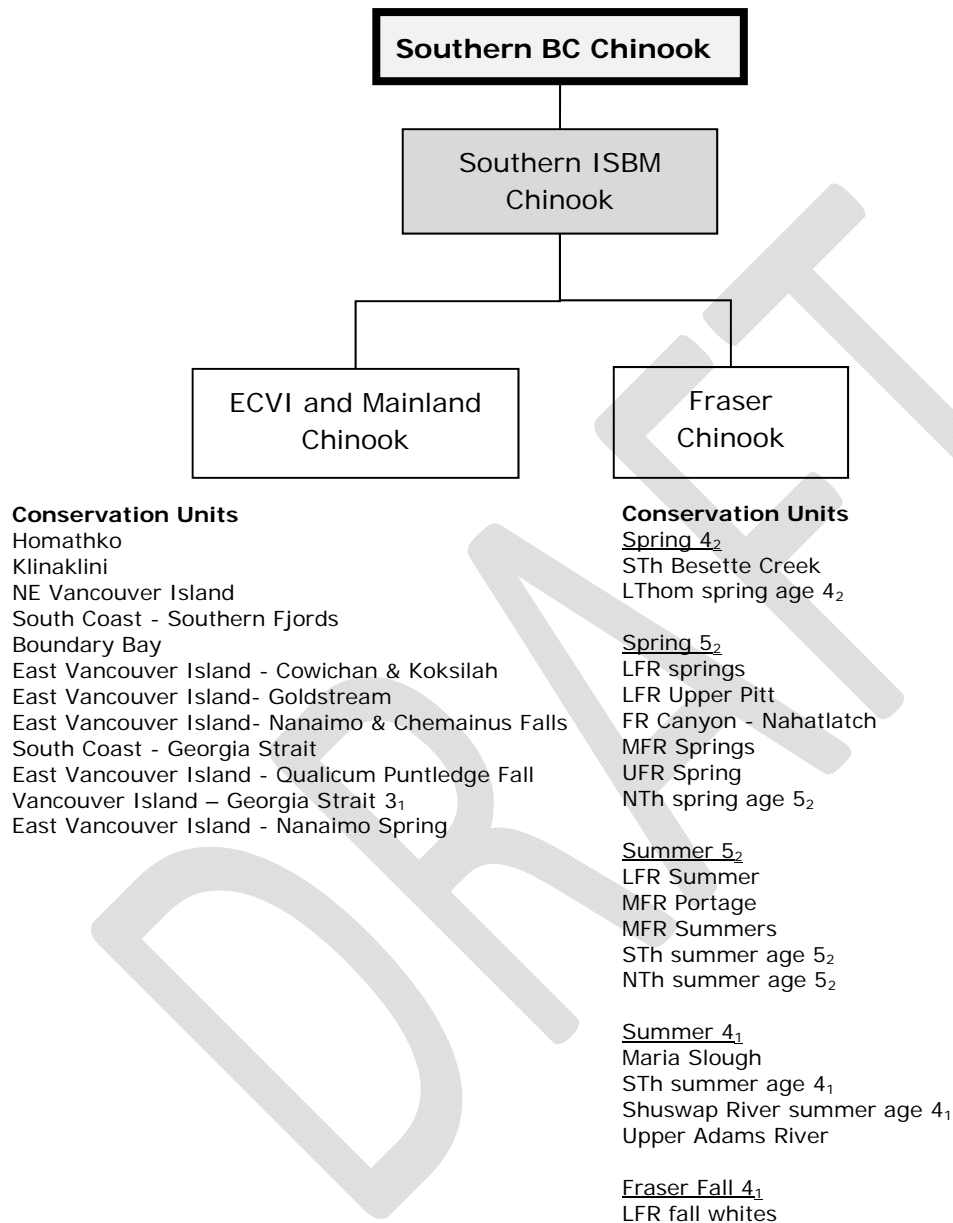 Southern BC Chinook
Southern ISBM
Chinook
ECVI and Mainland
Chinook
Fraser
Chinook
Conservation Units
Homathko
Klinaklini
NE Vancouver Island
South Coast - Southern Fjords
Boundary Bay
East Vancouver Island - Cowichan & Koksilah
East Vancouver Island- Goldstream
East Vancouver Island- Nanaimo & Chemainus Falls
South Coast - Georgia Strait
East Vancouver Island - Qualicum Puntledge Fall
Vancouver Island – Georgia Strait 3₁
East Vancouver Island - Nanaimo Spring
Conservation Units
Spring 4₂
STh Besette Creek
LThom spring age 4₂
Spring 5₂
LFR springs
LFR Upper Pitt
FR Canyon - Nahatlatch
MFR Springs
UFR Spring
NTh spring age 5₂
Summer 5₂
LFR Summer
MFR Portage
MFR Summers
STh summer age 5₂
NTh summer age 5₂
Summer 4₁
Maria Slough
STh summer age 4₁
Shuswap River summer age 4₁
Upper Adams River
Fraser Fall 4₁
LFR fall whites
DRAFT